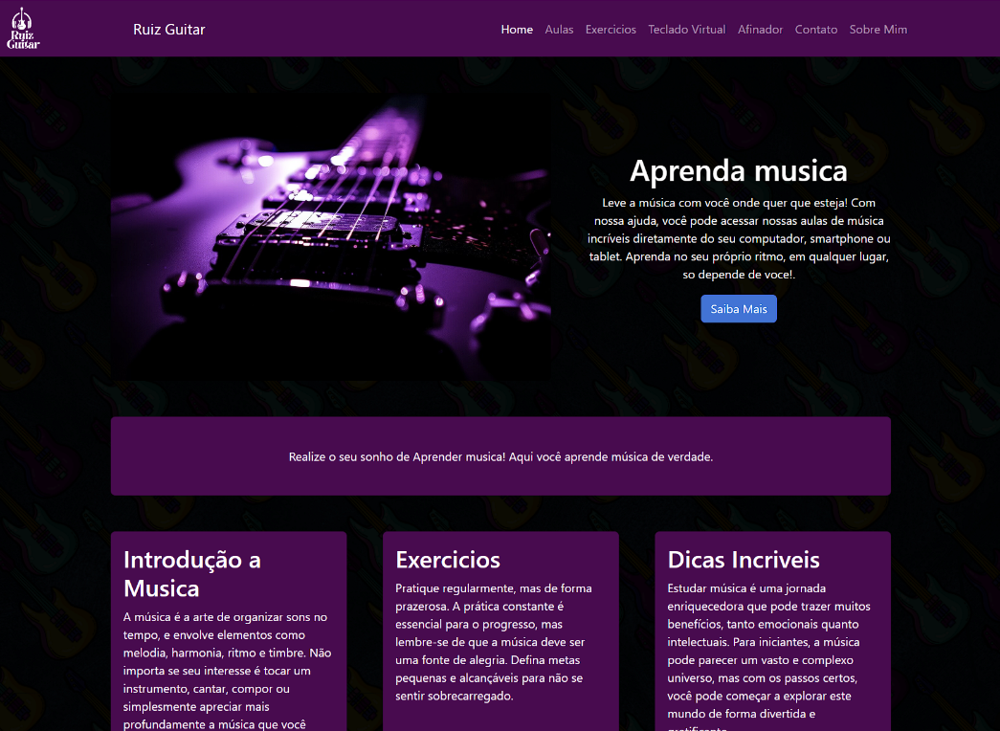 Ruiz
Guitar
Ruiz Guitar
Home Aulas Exercicios Teclado Virtual Afinador Contato Sobre Mim
Aprenda musica
Leve a música com você onde quer que esteja! Com
nossa ajuda, você pode acessar nossas aulas de música
incríveis diretamente do seu computador, smartphone ou
tablet. Aprenda no seu próprio ritmo, em qualquer lugar,
so depende de voce!.
Saiba Mais
Realize o seu sonho de Aprender musica! Aqui você aprende música de verdade.
Introdução a
Musica
A música é a arte de organizar sons no
tempo, e envolve elementos como
melodia, harmonia, ritmo e timbre. Não
importa se seu interesse é tocar um
instrumento, cantar, compor ou
simplesmente apreciar mais
profundamente a música que você
Exercicios
Pratique regularmente, mas de forma
prazerosa. A prática constante é
essencial para o progresso, mas
lembre-se de que a música deve ser
uma fonte de alegria. Defina metas
pequenas e alcançáveis para não se
sentir sobrecarregado.
Dicas Incriveis
Estudar música é uma jornada
enriquecedora que pode trazer muitos
benefícios, tanto emocionais quanto
intelectuais. Para iniciantes, a música
pode parecer um vasto e complexo
universo, mas com os passos certos,
você pode começar a explorar este
mundo de forma divertida e